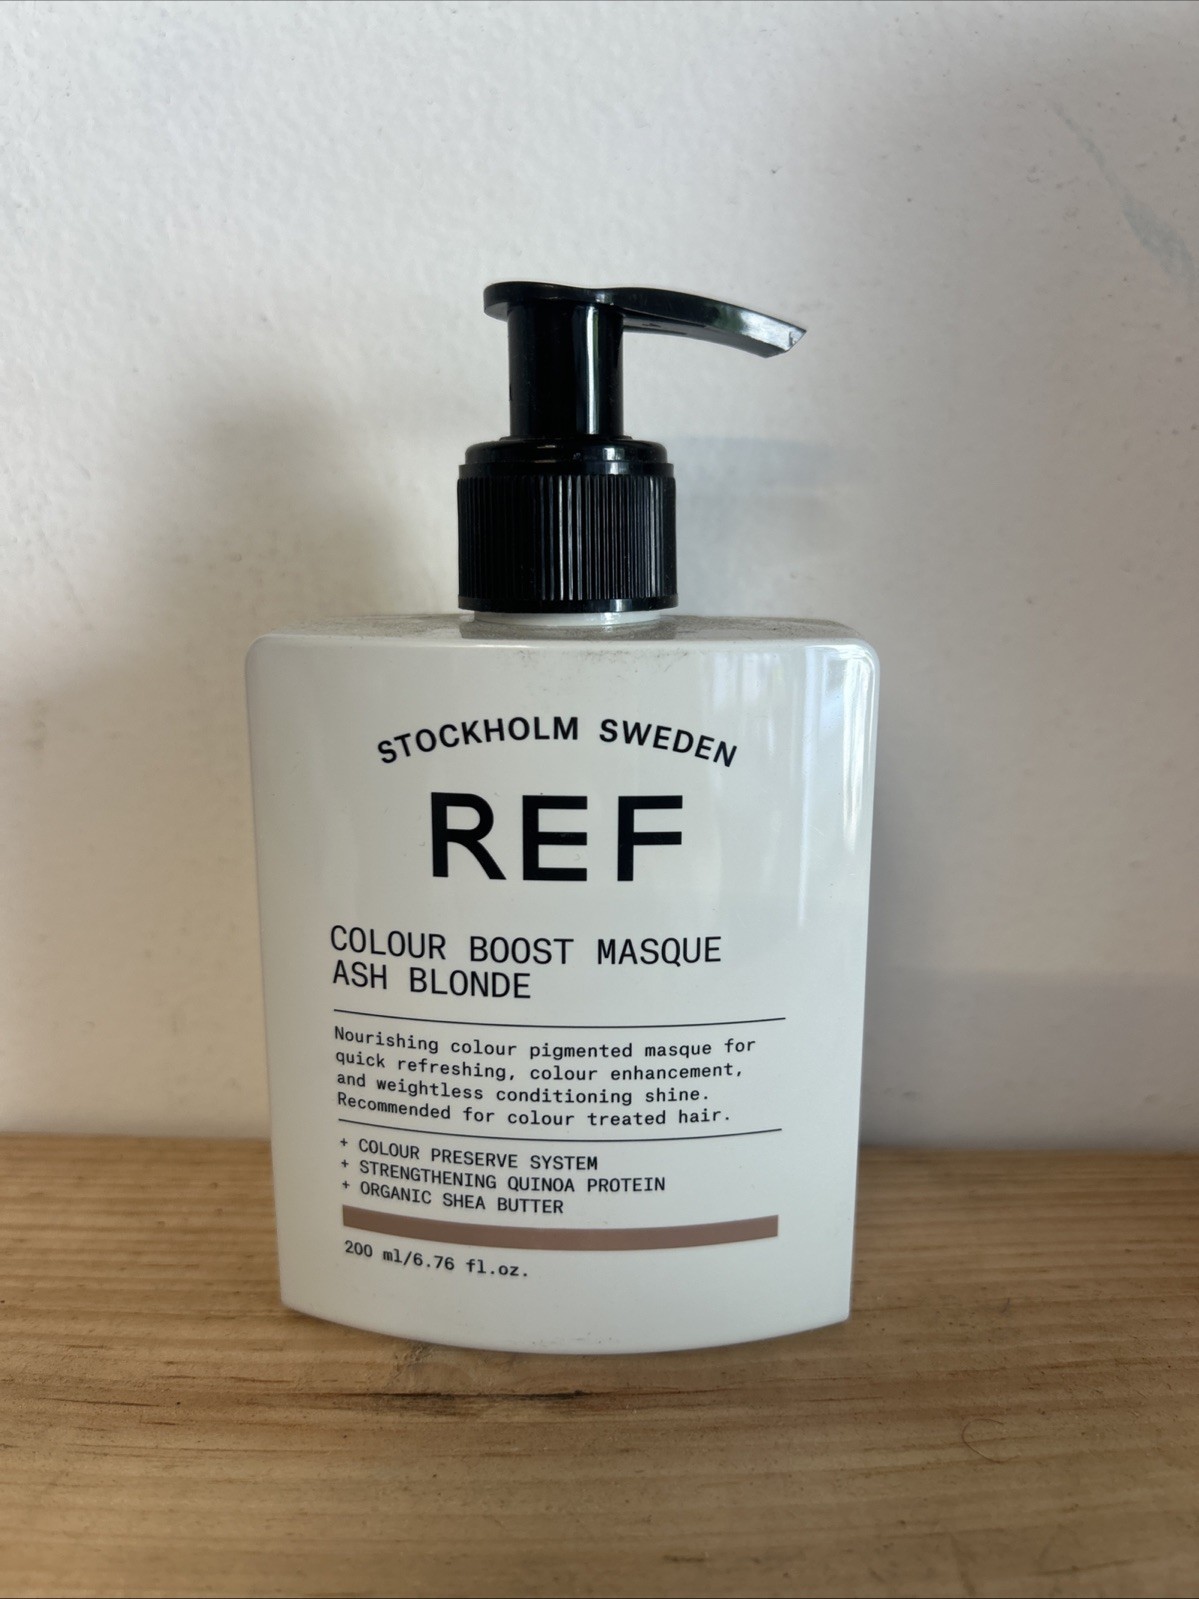 STOCKHOLM SWEDEN
REF
COLOUR BOOST MASQUE
ASH BLONDE
Nourishing colour pigmented masque for
quick refreshing, colour enhancement,
and weightless conditioning shine.
Recommended for colour treated hair.
+ COLOUR PRESERVE SYSTEM
+ STRENGTHENING QUINOA PROTEIN
+ ORGANIC SHEA BUTTER
200 ml/6.76 fl.oz.